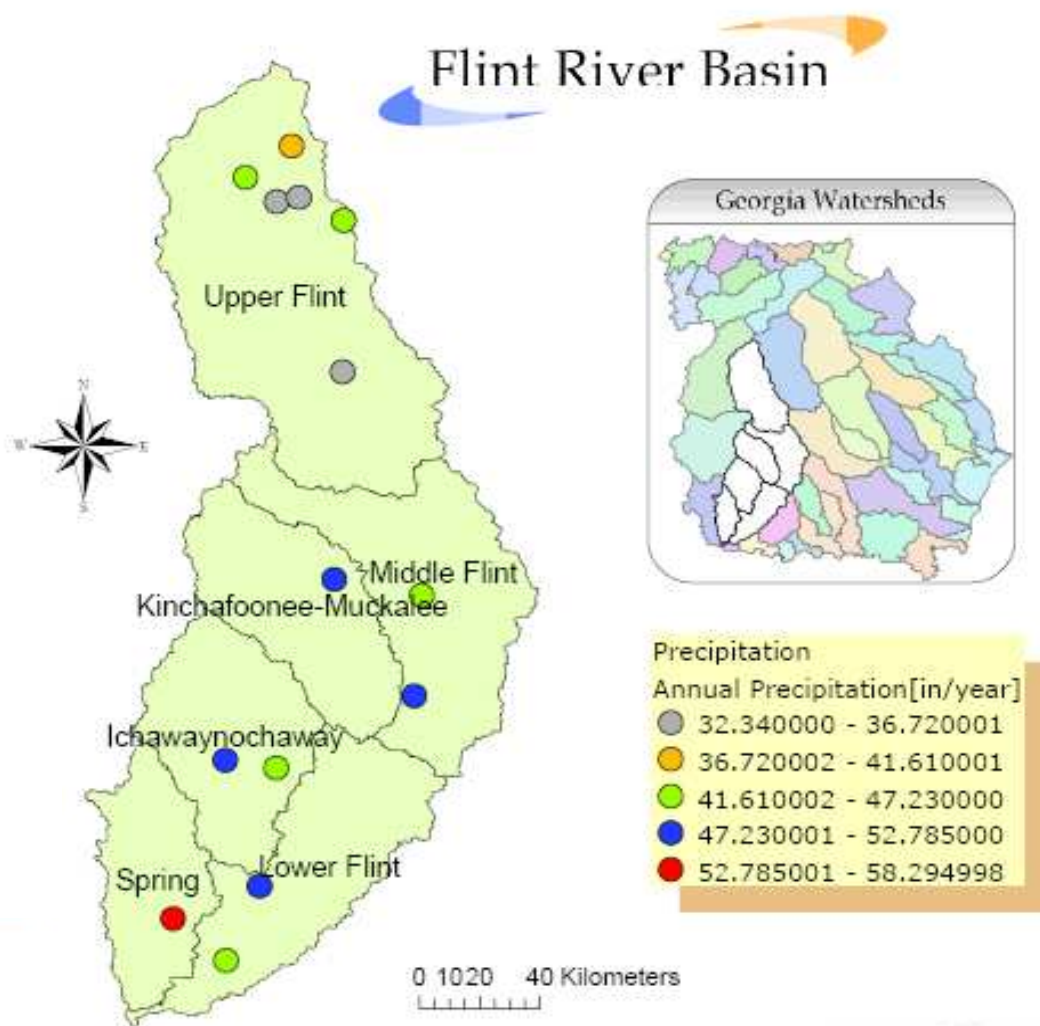 Flint River Basin
Georgia Watersheds
Upper Flint
N
W
E
S
Middle Flint
Kinchafoonee-Muckalee
Ichawaynochaway
Lower Flint
Spring
Precipitation
Annual Precipitation[in/year]
32.340000 - 36.720001
36.720002 - 41.610001
41.610002 - 47.230000
47.230001 - 52.785000
52.785001 - 58.294998
0 1020 40 Kilometers